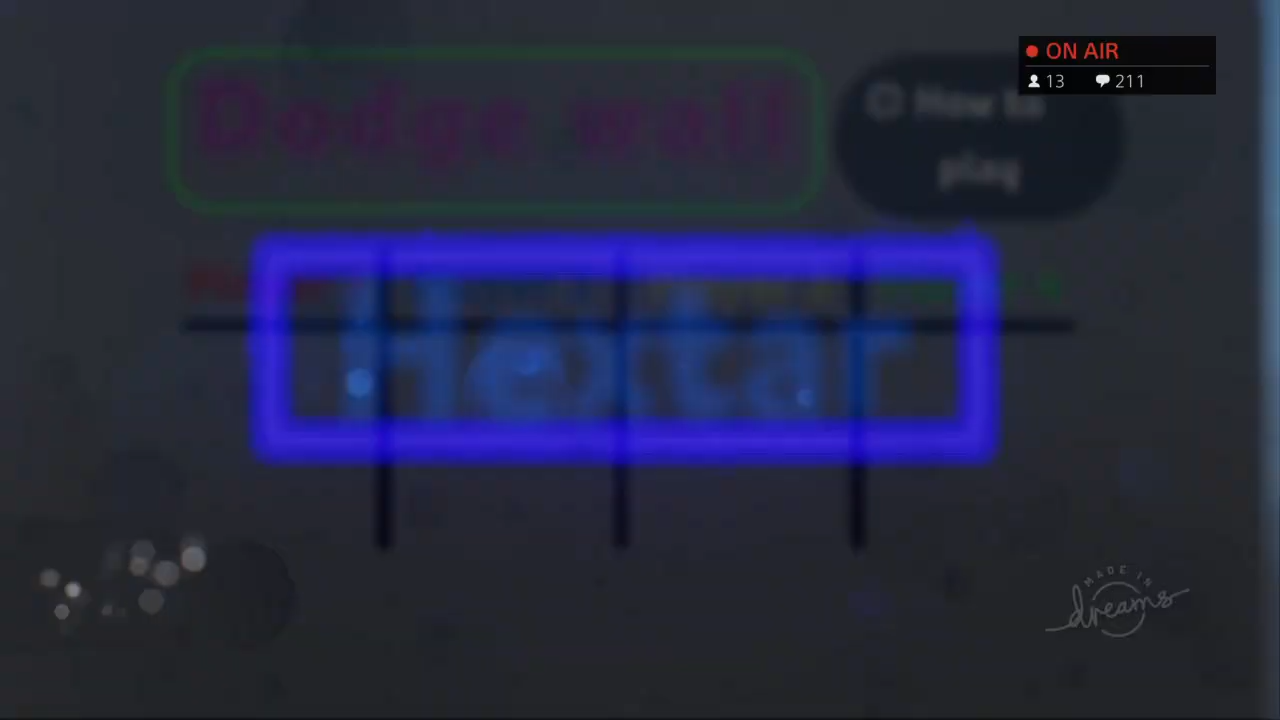 ON AIR
13 211
Dodge wall
How to
play
Hextar
MADE IN
dreams